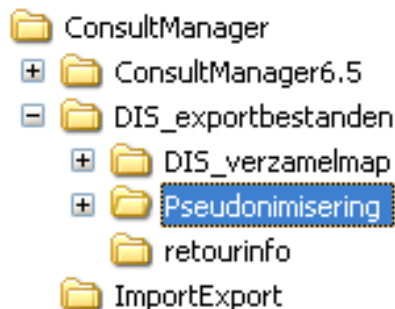 ConsultManager
ConsultManager6.5
DIS_exportbestanden
DIS_verzamelmap
Pseudonimisering
retourinfo
ImportExport